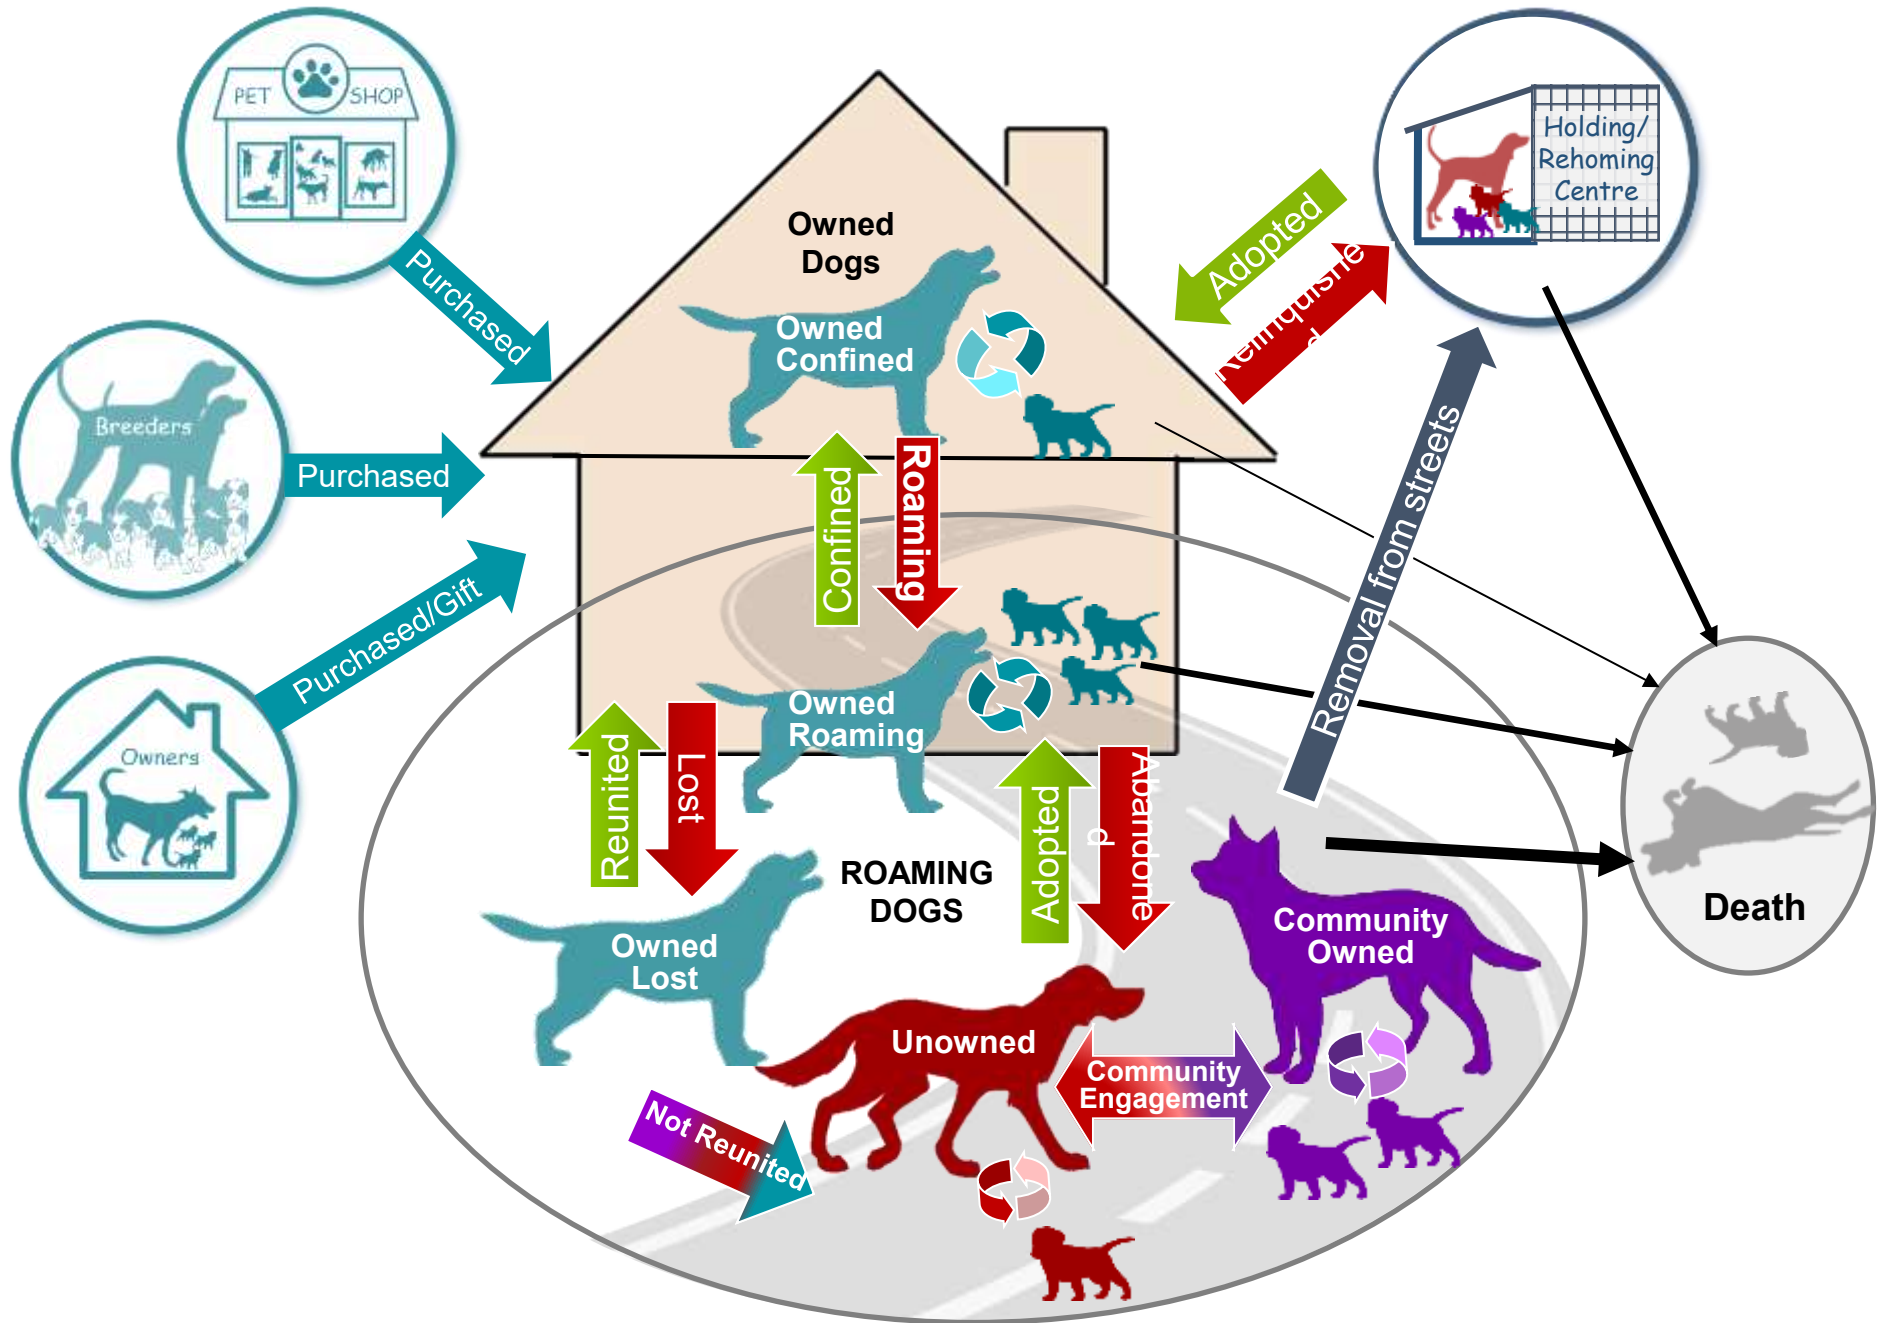 PET SHOP
Purchased
Breeders
Purchased
Purchased/Gift
Owners
Owned
Dogs
Owned
Confined
Confined
Roaming
Adopted
Relinquishe
d
Holding/
Rehoming
Centre
Removal from streets
Owned
Roaming
Reunited
Lost
Adopted
Abandone
d
ROAMING
DOGS
Owned
Lost
Unowned
Community
Engagement
Community
Owned
Not Reunited
Death